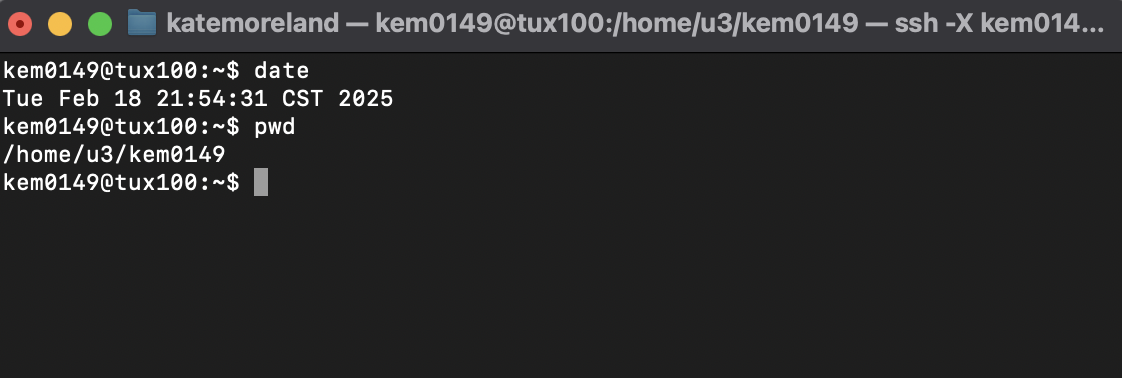 katemoreland — kem0149@tux100:/home/u3/kem0149 — ssh -X kem014...
kem0149@tux100:~$ date
Tue Feb 18 21:54:31 CST 2025
kem0149@tux100:~$ pwd
/home/u3/kem0149
kem0149@tux100:~$